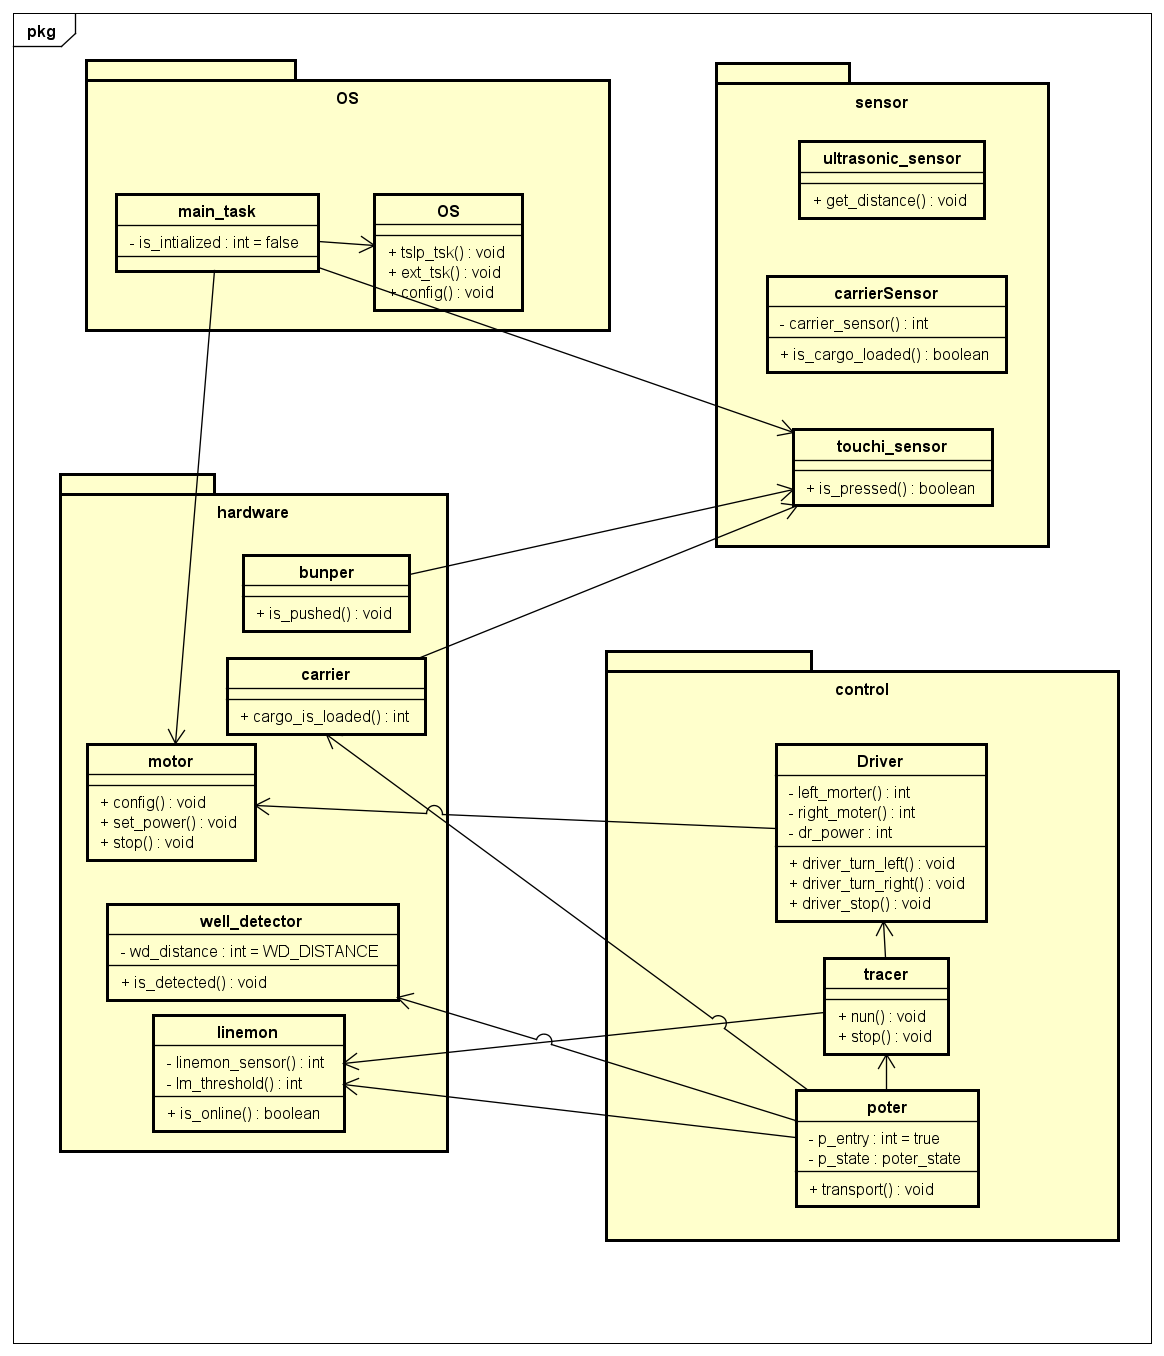 pkg
OS
main_task
- is_intialized : int = false
OS
+ tslp_tsk() : void
+ ext_tsk() : void
+ config() : void
sensor
ultrasonic_sensor
+ get_distance() : void
carrierSensor
- carrier_sensor() : int
+ is_cargo_loaded() : boolean
touchi_sensor
+ is_pressed() : boolean
hardware
bunper
+ is_pushed() : void
carrier
+ cargo_is_loaded() : int
motor
+ config() : void
+ set_power() : void
+ stop() : void
well_detector
- wd_distance : int = WD_DISTANCE
+ is_detected() : void
linemon
- linemon_sensor() : int
- lm_threshold() : int
+ is_online() : boolean
control
Driver
- left_morter() : int
- right_moter() : int
- dr_power : int
+ driver_turn_left() : void
+ driver_turn_right() : void
+ driver_stop() : void
tracer
+ nun() : void
+ stop() : void
poter
- p_entry : int = true
- p_state : poter_state
+ transport() : void